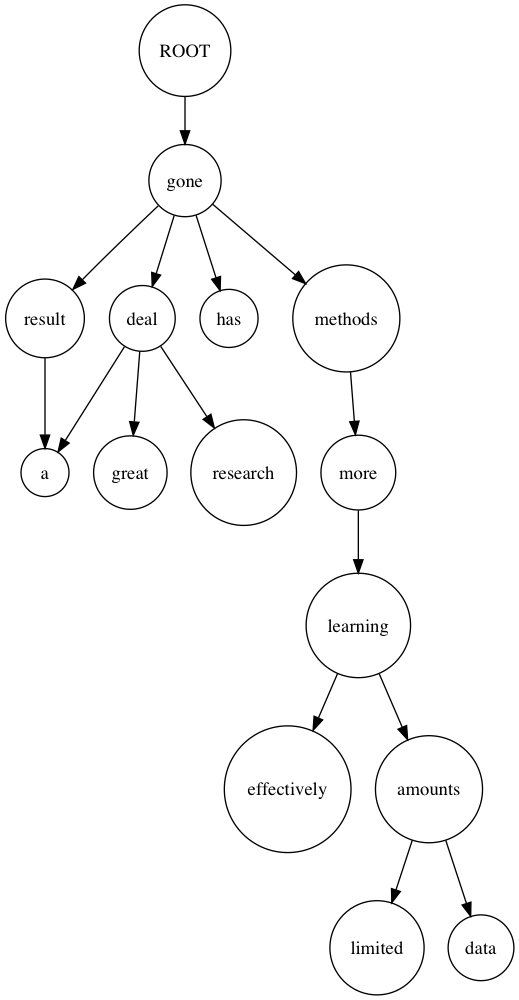 ROOT
gone
result deal has methods
a great research more
learning
effectively amounts
limited data